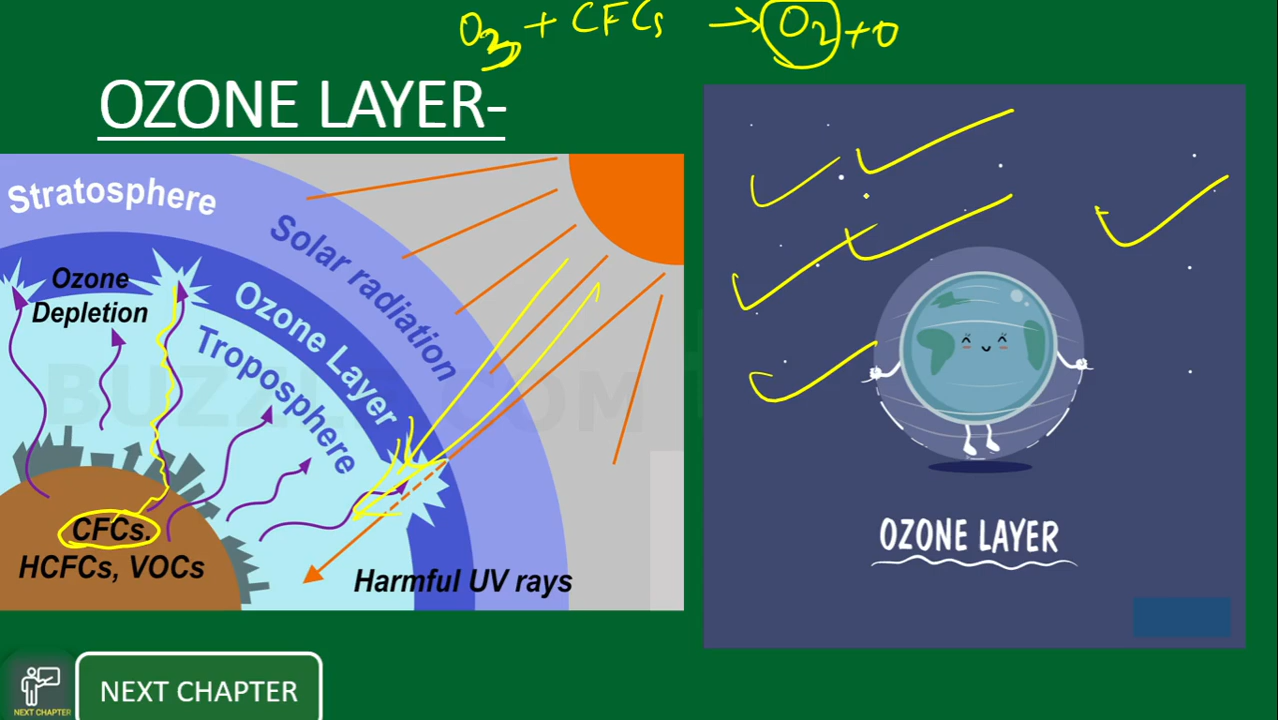 O₃ + CFCs → O₂ + O
OZONE LAYER-
Stratosphere
Solar radiation
Ozone
Depletion
Ozone Layer
Troposphere
CFCs.
HCFCs, VOCs
Harmful UV rays
OZONE LAYER
NEXT CHAPTER
NEXT CHAPTER